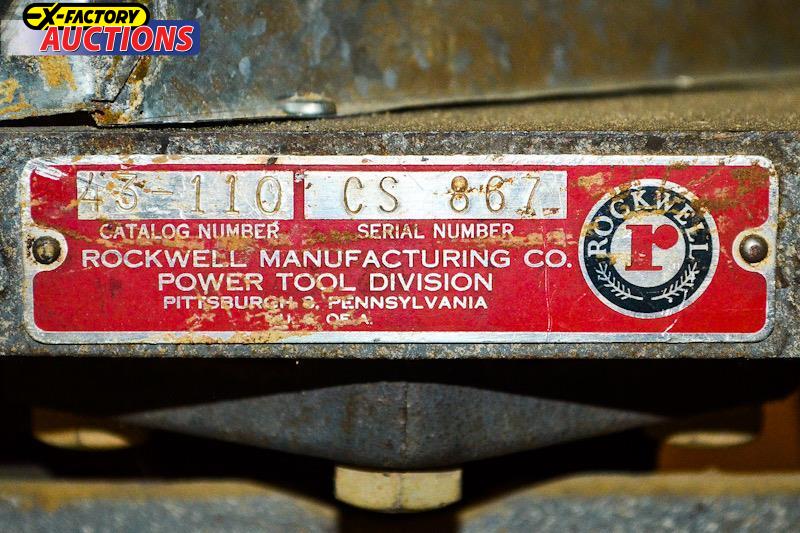 EX-FACTORY
AUCTIONS
43-110 CS 867
CATALOG NUMBER SERIAL NUMBER
ROCKWELL MANUFACTURING CO.
POWER TOOL DIVISION
PITTSBURGH 8, PENNSYLVANIA
U. S. OF A.
ROCKWELL
r